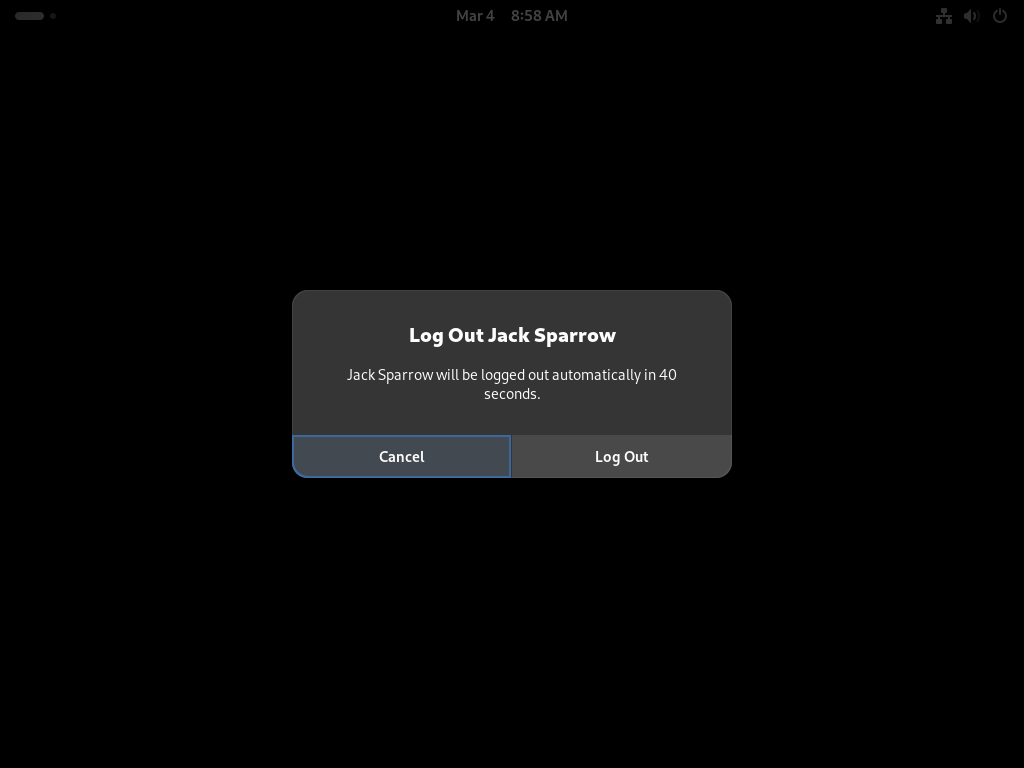 Mar 4 8:58 AM
Log Out Jack Sparrow
Jack Sparrow will be logged out automatically in 40
seconds.
Cancel Log Out